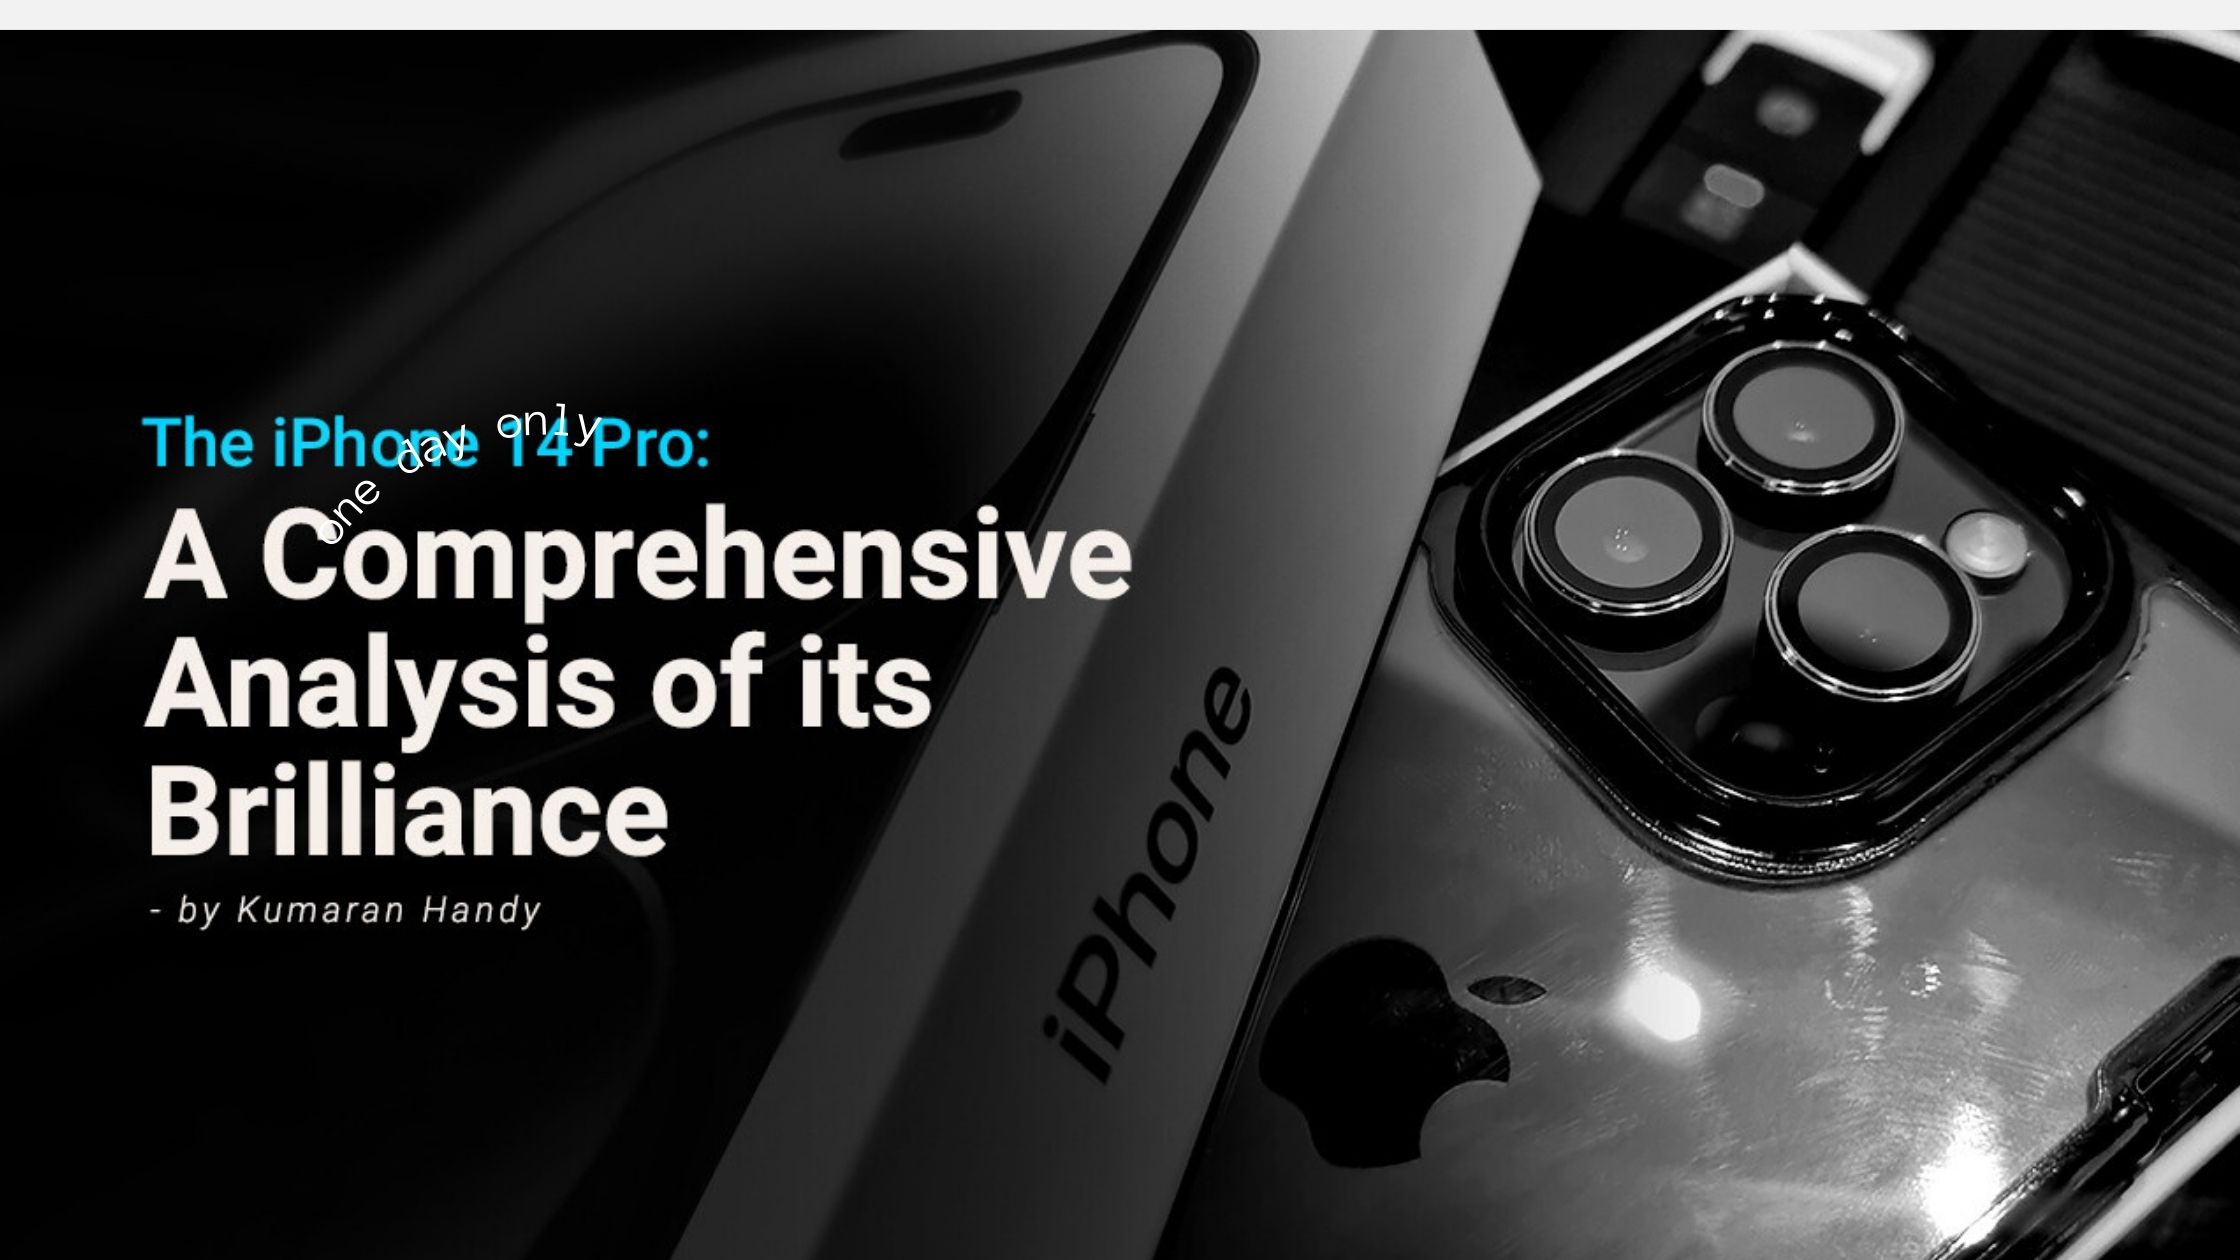 The iPhone 14 Pro:
one day only
A Comprehensive
Analysis of its
Brilliance
- by Kumaran Handy
iPhone